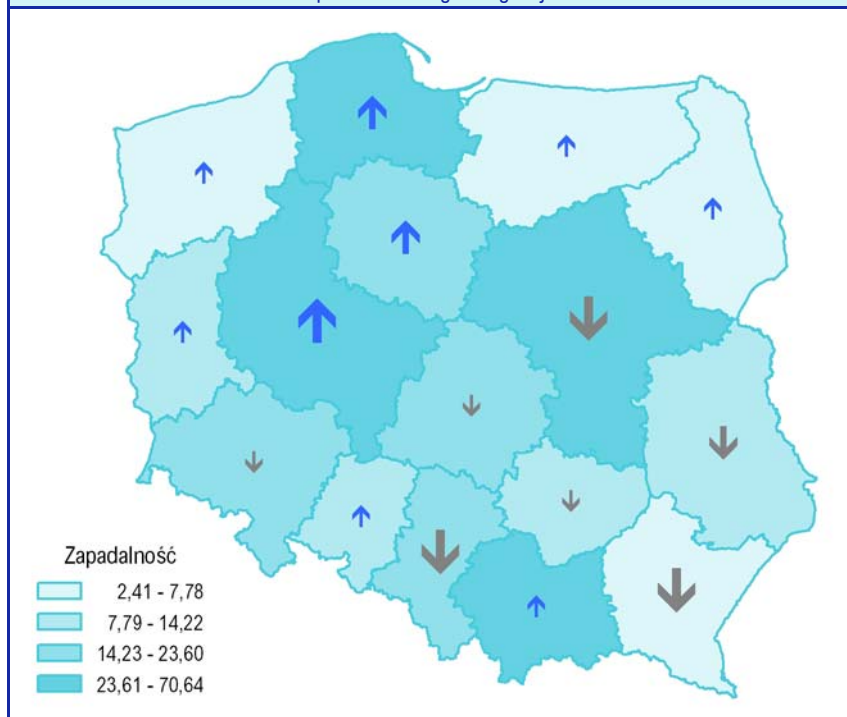 Zapadalność
2,41 - 7,78
7,79 - 14,22
14,23 - 23,60
23,61 - 70,64